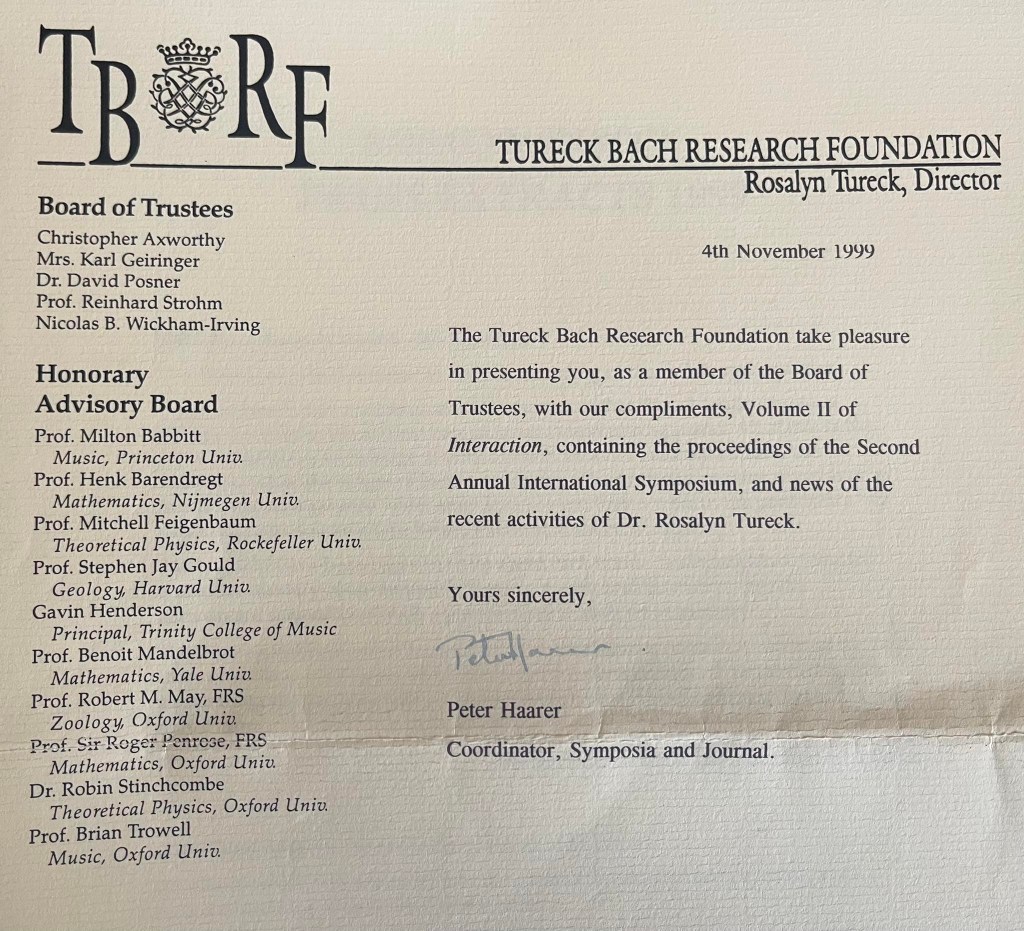 TBRF
TURECK BACH RESEARCH FOUNDATION
Rosalyn Tureck, Director
Board of Trustees
Christopher Axworthy
Mrs. Karl Geiringer
Dr. David Posner
Prof. Reinhard Strohm
Nicolas B. Wickham-Irving
Honorary
Advisory Board
Prof. Milton Babbitt
Music, Princeton Univ.
Prof. Henk Barendregt
Mathematics, Nijmegen Univ.
Prof. Mitchell Feigenbaum
Theoretical Physics, Rockefeller Univ.
Prof. Stephen Jay Gould
Geology, Harvard Univ.
Gavin Henderson
Principal, Trinity College of Music
Prof. Benoit Mandelbrot
Mathematics, Yale Univ.
Prof. Robert M. May, FRS
Zoology, Oxford Univ.
Prof. Sir Roger Penrose, FRS
Mathematics, Oxford Univ.
Dr. Robin Stinchcombe
Theoretical Physics, Oxford Univ.
Prof. Brian Trowell
Music, Oxford Univ.
4th November 1999
The Tureck Bach Research Foundation take pleasure
in presenting you, as a member of the Board of
Trustees, with our compliments, Volume II of
Interaction, containing the proceedings of the Second
Annual International Symposium, and news of the
recent activities of Dr. Rosalyn Tureck.
Yours sincerely,
Peter Haarer
Peter Haarer
Coordinator, Symposia and Journal.